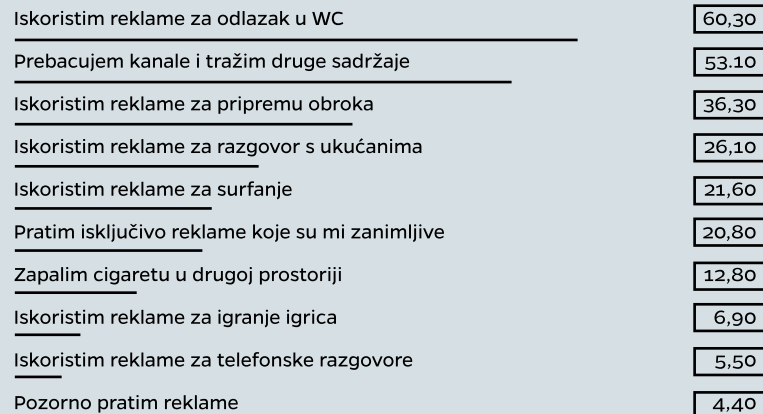 Iskoristim reklame za odlazak u WC 60,30
Prebacujem kanale i tražim druge sadržaje 53.10
Iskoristim reklame za pripremu obroka 36,30
Iskoristim reklame za razgovor s ukućanima 26,10
Iskoristim reklame za surfanje 21,60
Pratim isključivo reklame koje su mi zanimljive 20,80
Zapalim cigaretu u drugoj prostoriji 12,80
Iskoristim reklame za igranje igrica 6,90
Iskoristim reklame za telefonske razgovore 5,50
Pozorno pratim reklame 4,40